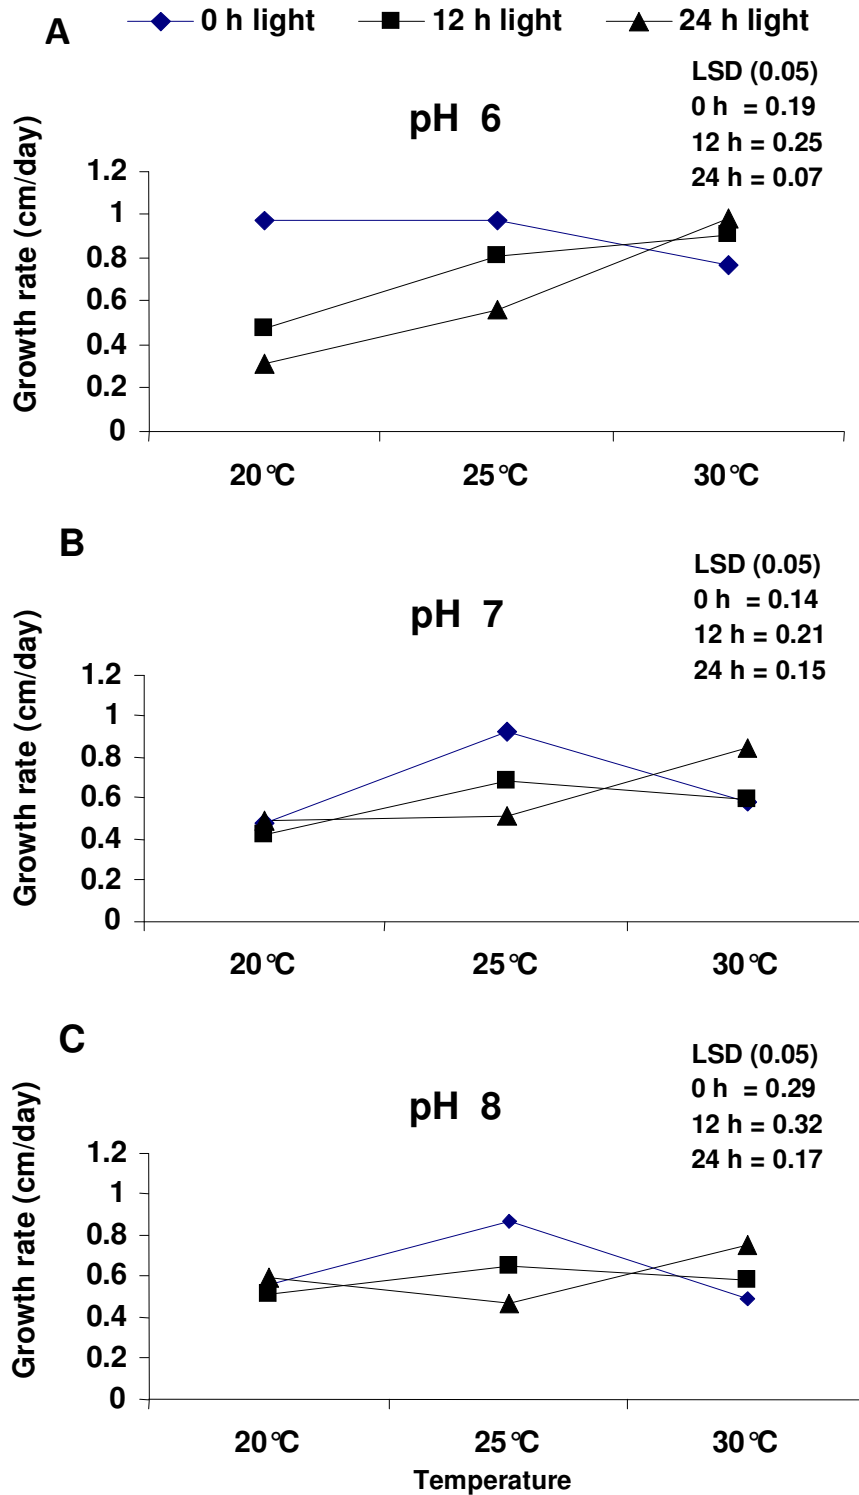 A
0 h light 12 h light 24 h light
LSD (0.05)
0 h = 0.19
12 h = 0.25
24 h = 0.07
pH 6
Growth rate (cm/day)
1.2
1
0.8
0.6
0.4
0.2
0
20°C 25°C 30°C
B
LSD (0.05)
0 h = 0.14
12 h = 0.21
24 h = 0.15
pH 7
Growth rate (cm/day)
1.2
1
0.8
0.6
0.4
0.2
0
20°C 25°C 30°C
C
LSD (0.05)
0 h = 0.29
12 h = 0.32
24 h = 0.17
pH 8
Growth rate (cm/day)
1.2
1
0.8
0.6
0.4
0.2
0
20°C 25°C 30°C
Temperature